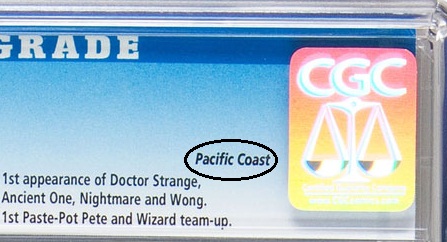 GRADE
CGC
Pacific Coast
1st appearance of Doctor Strange,
Ancient One, Nightmare and Wong.
1st Paste-Pot Pete and Wizard team-up.